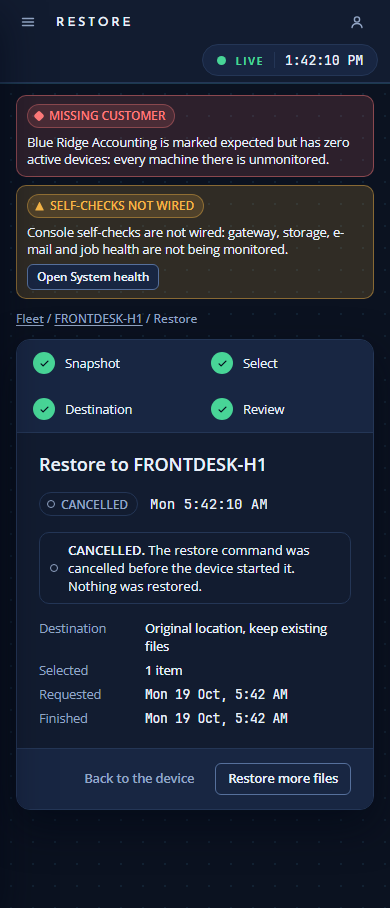 RESTORE
LIVE
1:42:10 PM
MISSING CUSTOMER
Blue Ridge Accounting is marked expected but has zero
active devices: every machine there is unmonitored.
SELF-CHECKS NOT WIRED
Console self-checks are not wired: gateway, storage, e-
mail and job health are not being monitored.
Open System health
Fleet / FRONTDESK-H1 / Restore
Snapshot
Select
Destination
Review
Restore to FRONTDESK-H1
CANCELLED Mon 5:42:10 AM
CANCELLED. The restore command was
cancelled before the device started it.
Nothing was restored.
Destination Original location, keep existing
files
Selected 1 item
Requested Mon 19 Oct, 5:42 AM
Finished Mon 19 Oct, 5:42 AM
Back to the device
Restore more files